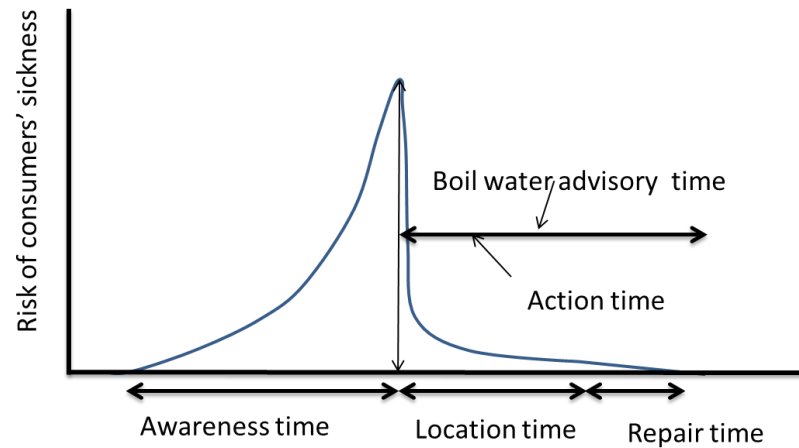 Risk of consumers' sickness
Boil water advisory time
Action time
Awareness time
Location time
Repair time